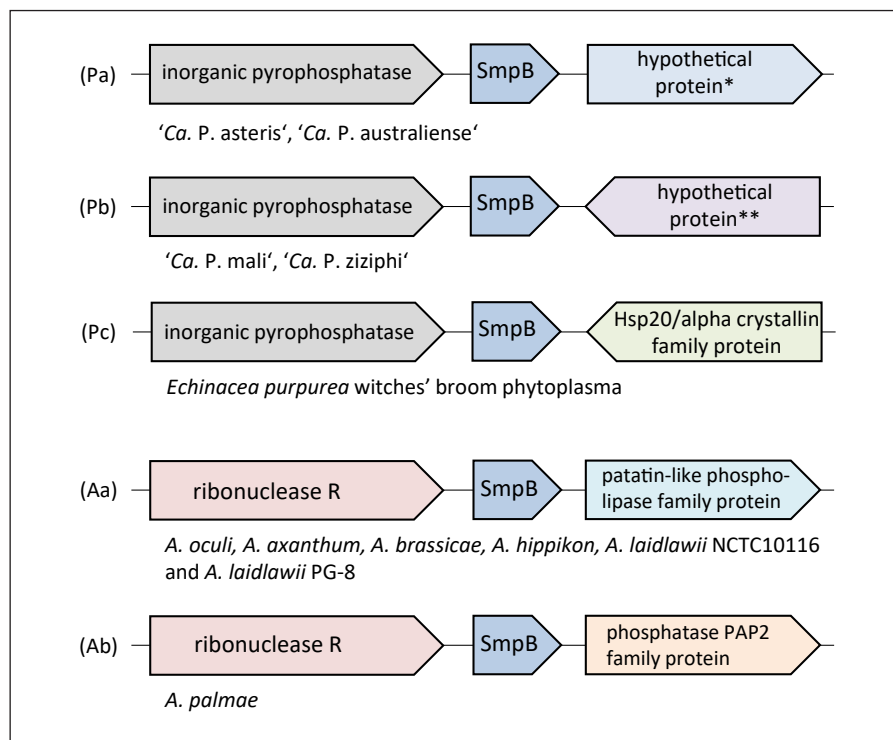 (Pa) inorganic pyrophosphatase SmpB hypothetical
protein*
‘Ca. P. asteris‘, ‘Ca. P. australiense‘
(Pb) inorganic pyrophosphatase SmpB hypothetical
protein**
‘Ca. P. mali‘, ‘Ca. P. ziziphi‘
(Pc) inorganic pyrophosphatase SmpB Hsp20/alpha crystallin
family protein
Echinacea purpurea witches’ broom phytoplasma
(Aa) ribonuclease R SmpB patatin-like phospho-
lipase family protein
A. oculi, A. axanthum, A. brassicae, A. hippikon, A. laidlawii NCTC10116
and A. laidlawii PG-8
(Ab) ribonuclease R SmpB phosphatase PAP2
family protein
A. palmae